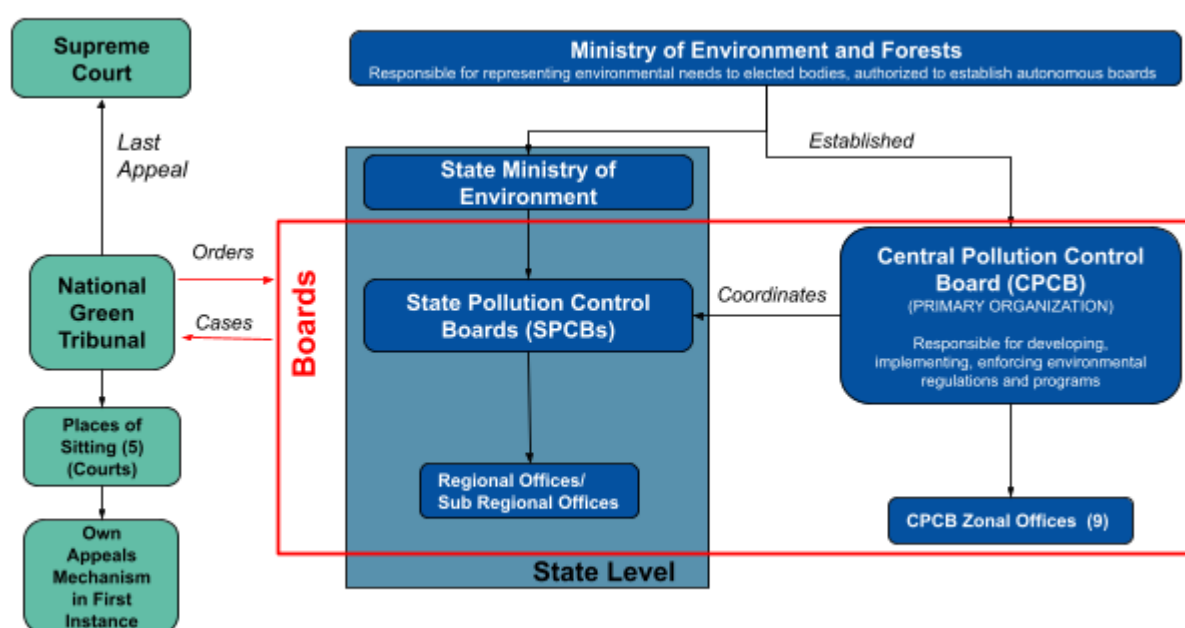 Supreme
Court
Ministry of Environment and Forests
Responsible for representing environmental needs to elected bodies, authorized to establish autonomous boards
Last
Appeal
Established
State Ministry of
Environment
National
Green
Tribunal
Orders
Cases
Boards
State Pollution Control
Boards (SPCBs)
Coordinates
Central Pollution Control
Board (CPCB)
(PRIMARY ORGANIZATION)
Responsible for developing,
implementing, enforcing environmental
regulations and programs
Places of
Sitting (5)
(Courts)
Regional Offices/
Sub Regional Offices
CPCB Zonal Offices (9)
Own
Appeals
Mechanism
in First
Instance
State Level